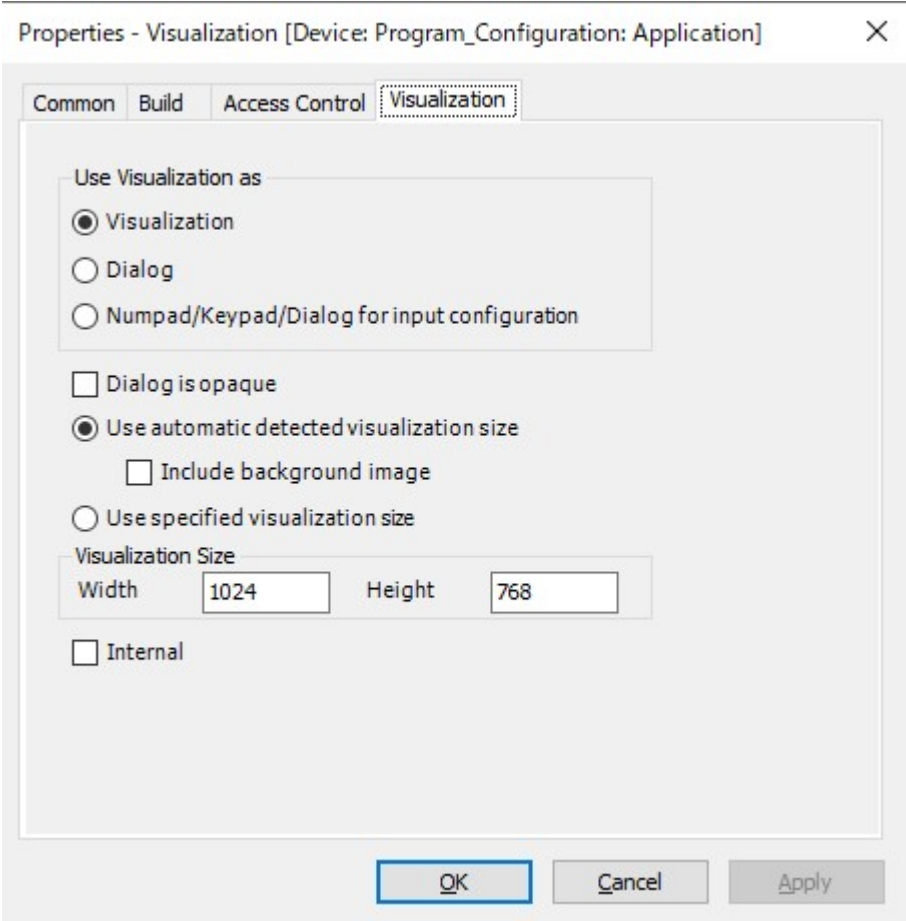 Properties - Visualization [Device: Program_Configuration: Application]
Common Build Access Control Visualization
Use Visualization as
Visualization
Dialog
Numpad/Keypad/Dialog for input configuration
Dialog is opaque
Use automatic detected visualization size
Include background image
Use specified visualization size
Visualization Size
Width 1024 Height 768
Internal
OK Cancel Apply